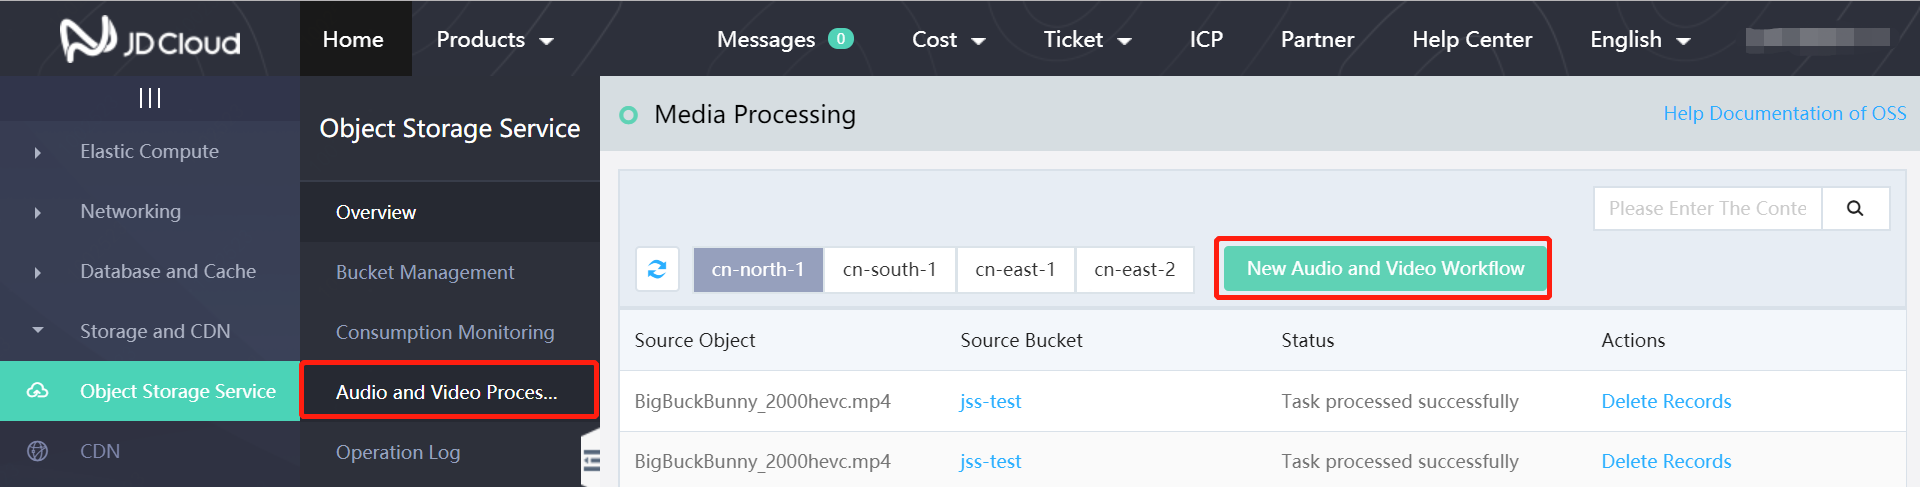 JD Cloud
Home
Products
Messages 0
Cost
Ticket
ICP
Partner
Help Center
English
Elastic Compute
Networking
Database and Cache
Storage and CDN
Object Storage Service
CDN
Object Storage Service
Overview
Bucket Management
Consumption Monitoring
Audio and Video Proces...
Operation Log
Media Processing
Help Documentation of OSS
Please Enter The Conte
cn-north-1
cn-south-1
cn-east-1
cn-east-2
New Audio and Video Workflow
Source Object Source Bucket Status Actions
BigBuckBunny_2000hevc.mp4 jss-test Task processed successfully Delete Records
BigBuckBunny_2000hevc.mp4 jss-test Task processed successfully Delete Records